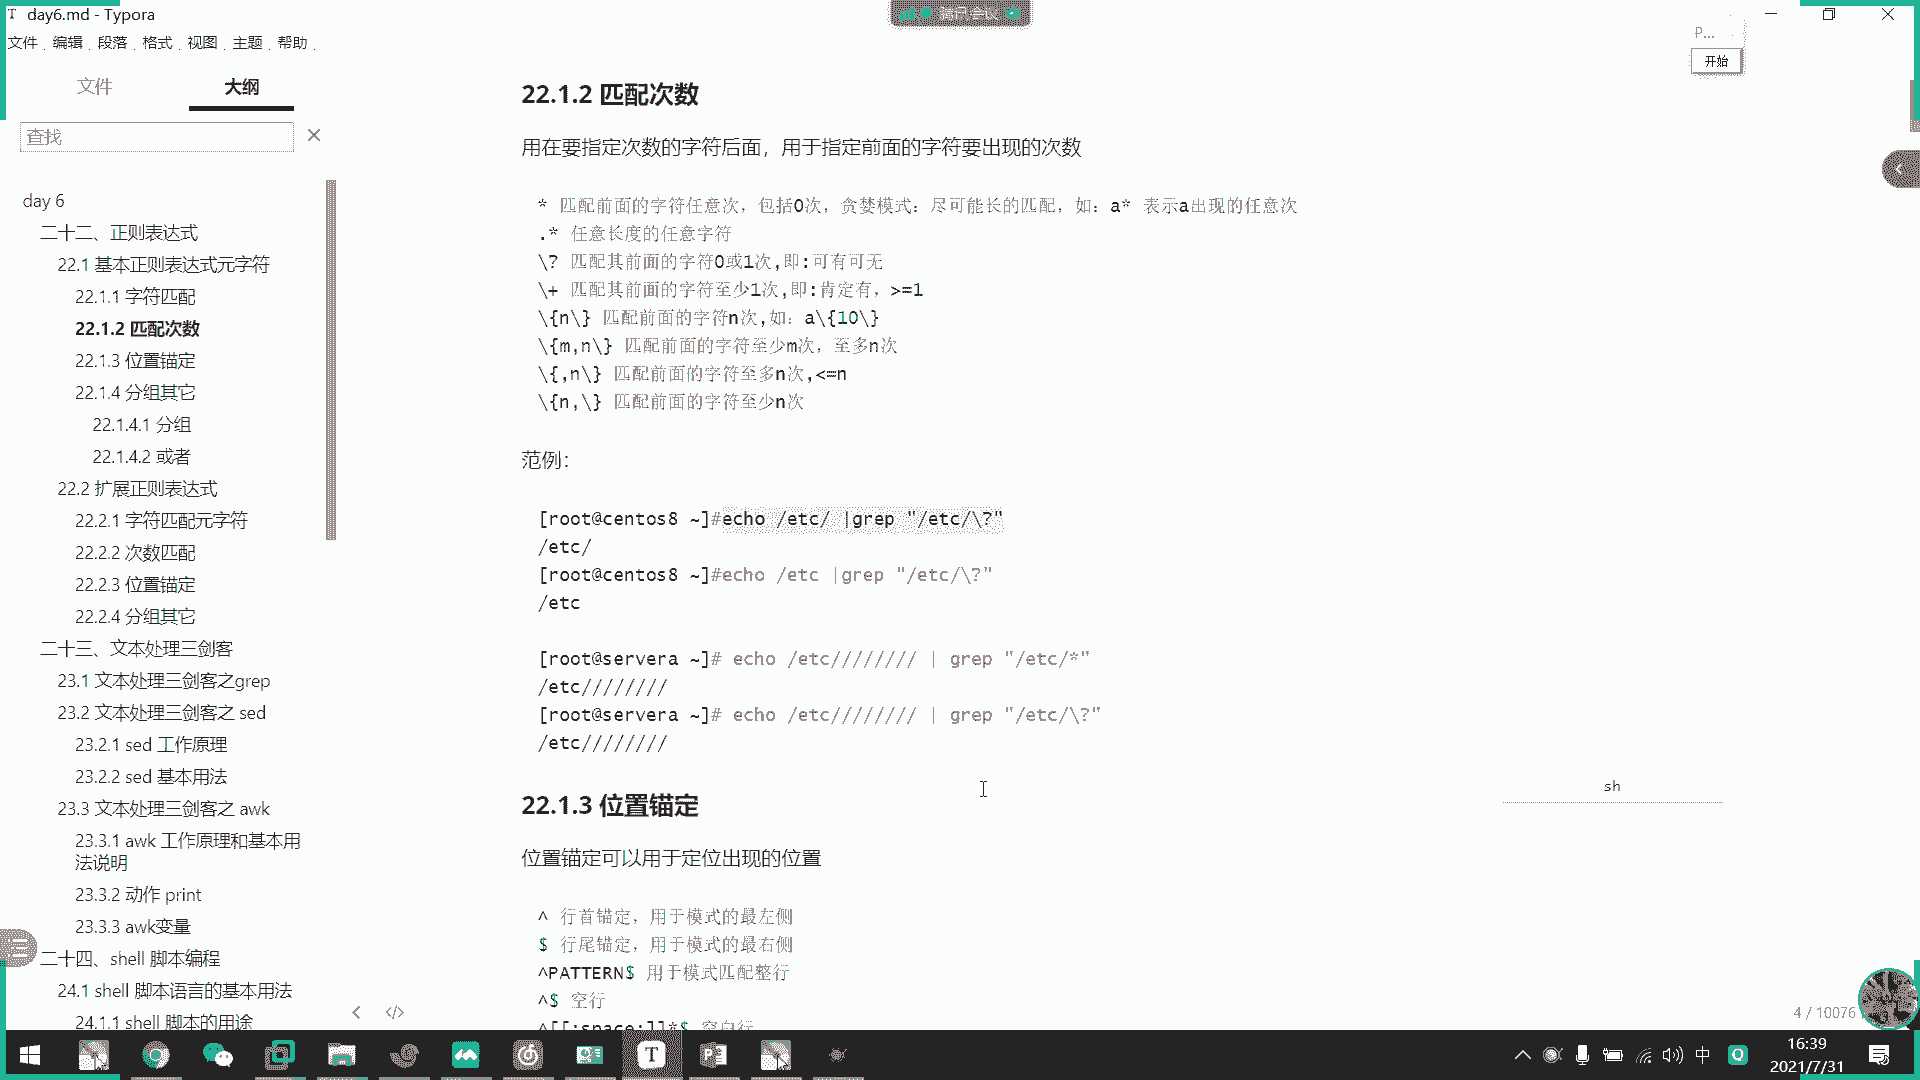 day6.md - Typora
腾讯会议
文件 编辑 段落 格式 视图 主题 帮助
P...
开始
文件 大纲
查找
day 6
二十二、正则表达式
22.1 基本正则表达式元字符
22.1.1 字符匹配
22.1.2 匹配次数
22.1.3 位置锚定
22.1.4 分组其它
22.1.4.1 分组
22.1.4.2 或者
22.2 扩展正则表达式
22.2.1 字符匹配元字符
22.2.2 次数匹配
22.2.3 位置锚定
22.2.4 分组其它
二十三、文本处理三剑客
23.1 文本处理三剑客之grep
23.2 文本处理三剑客之 sed
23.2.1 sed 工作原理
23.2.2 sed 基本用法
23.3 文本处理三剑客之 awk
23.3.1 awk 工作原理和基本用
法说明
23.3.2 动作 print
23.3.3 awk变量
二十四、shell 脚本编程
24.1 shell 脚本语言的基本用法
24.1.1 shell 脚本的用途
22.1.2 匹配次数
用在要指定次数的字符后面，用于指定前面的字符要出现的次数
* 匹配前面的字符任意次，包括0次，贪婪模式：尽可能长的匹配，如：a* 表示a出现的任意次
.* 任意长度的任意字符
\? 匹配其前面的字符0或1次,即:可有可无
\+ 匹配其前面的字符至少1次,即:肯定有，>=1
\{n\} 匹配前面的字符n次,如：a\{10\}
\{m,n\} 匹配前面的字符至少m次，至多n次
\{,n\} 匹配前面的字符至多n次,<=n
\{n,\} 匹配前面的字符至少n次
范例：
[root@centos8 ~]#echo /etc/ |grep "/etc/\?"
/etc/
[root@centos8 ~]#echo /etc |grep "/etc/\?"
/etc
[root@servera ~]# echo /etc//////// | grep "/etc/*"
/etc////////
[root@servera ~]# echo /etc//////// | grep "/etc/\?"
/etc////////
sh
22.1.3 位置锚定
位置锚定可以用于定位出现的位置
^ 行首锚定，用于模式的最左侧
$ 行尾锚定，用于模式的最右侧
^PATTERN$ 用于模式匹配整行
^$ 空行
^[[:space:]]*$ 空白行
4 / 10076
中
16:39
2021/7/31